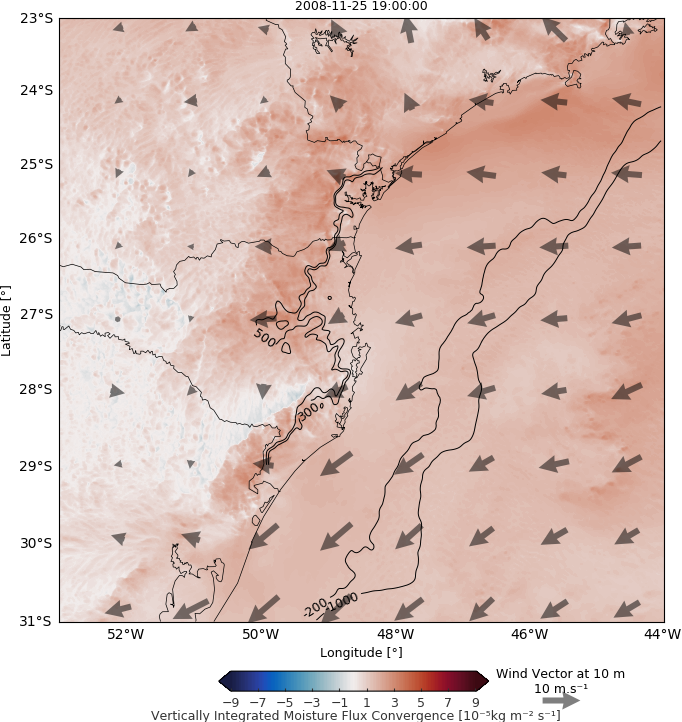 2008-11-25 19:00:00
23°S
24°S
25°S
26°S
27°S
28°S
29°S
30°S
31°S
Latitude [°]
500
300
-200
-1000
52°W
50°W
48°W
46°W
44°W
Longitude [°]
−9
−7
−5
−3
−1
1
3
5
7
9
Vertically Integrated Moisture Flux Convergence [10⁻⁵kg m⁻² s⁻¹]
Wind Vector at 10 m
10 m.s⁻¹